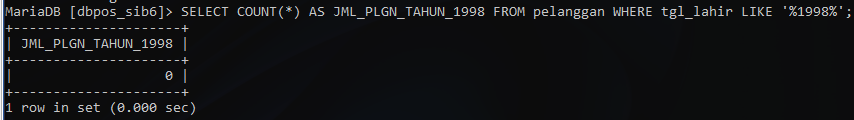 MariaDB [dbpos_sib6]> SELECT COUNT(*) AS JML_PLGN_TAHUN_1998 FROM pelanggan WHERE tgl_lahir LIKE '%1998%';
+---------------------+
| JML_PLGN_TAHUN_1998 |
+---------------------+
|                   0 |
+---------------------+
1 row in set (0.000 sec)